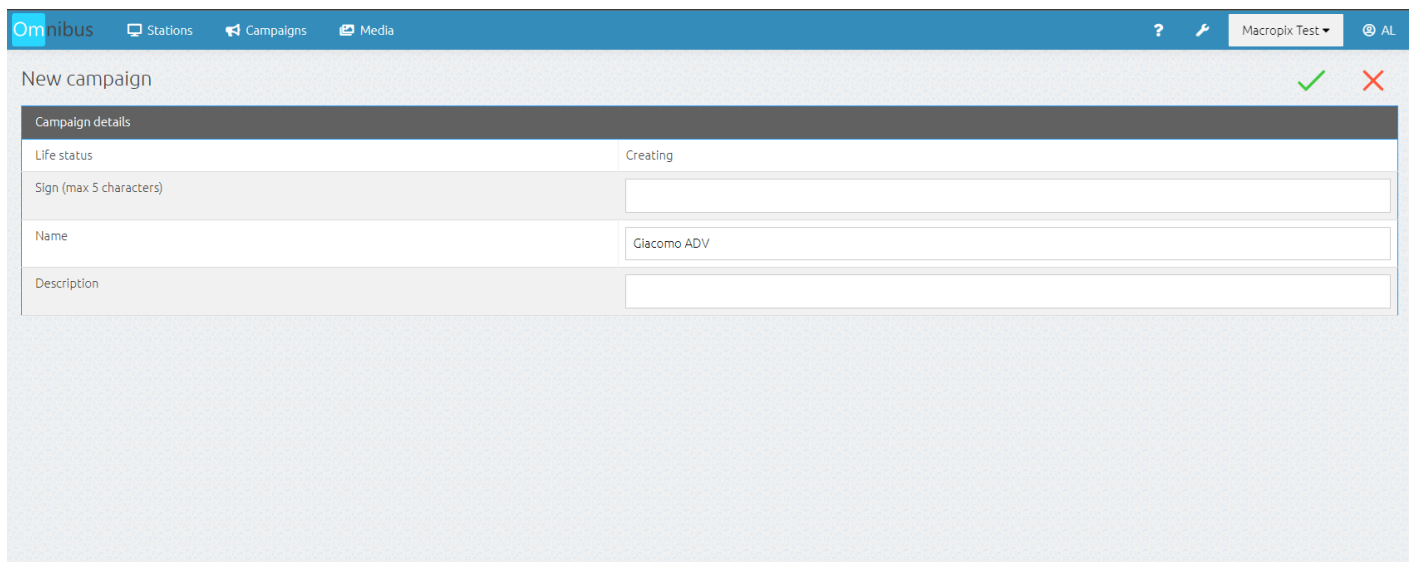 Omnibus Stations Campaigns Media ? Macropix Test AL
New campaign
Campaign details
Life status Creating
Sign (max 5 characters)
Name Giacomo ADV
Description